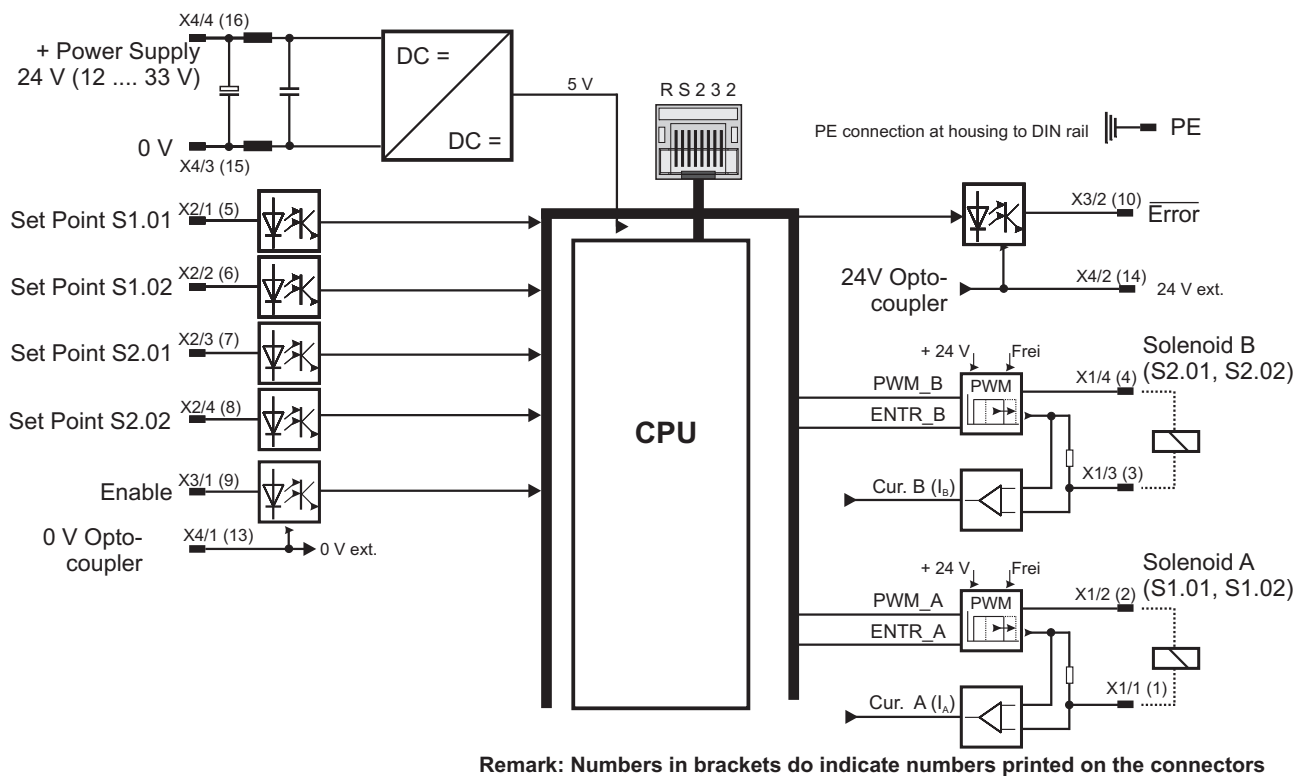 X4/4 (16)
+ Power Supply
24 V (12 .... 33 V)
0 V
X4/3 (15)
DC =
DC =
5 V
R S 2 3 2
PE connection at housing to DIN rail
PE
Set Point S1.01
X2/1 (5)
Set Point S1.02
X2/2 (6)
Set Point S2.01
X2/3 (7)
Set Point S2.02
X2/4 (8)
Enable
X3/1 (9)
0 V Opto-
coupler
X4/1 (13)
0 V ext.
CPU
X3/2 (10)
Error
24V Opto-
coupler
X4/2 (14)
24 V ext.
+ 24 V
Frei
Solenoid B
(S2.01, S2.02)
PWM_B
PWM
X1/4 (4)
ENTR_B
X1/3 (3)
Cur. B (IB)
+ 24 V
Frei
Solenoid A
(S1.01, S1.02)
PWM_A
PWM
X1/2 (2)
ENTR_A
X1/1 (1)
Cur. A (IA)
Remark: Numbers in brackets do indicate numbers printed on the connectors